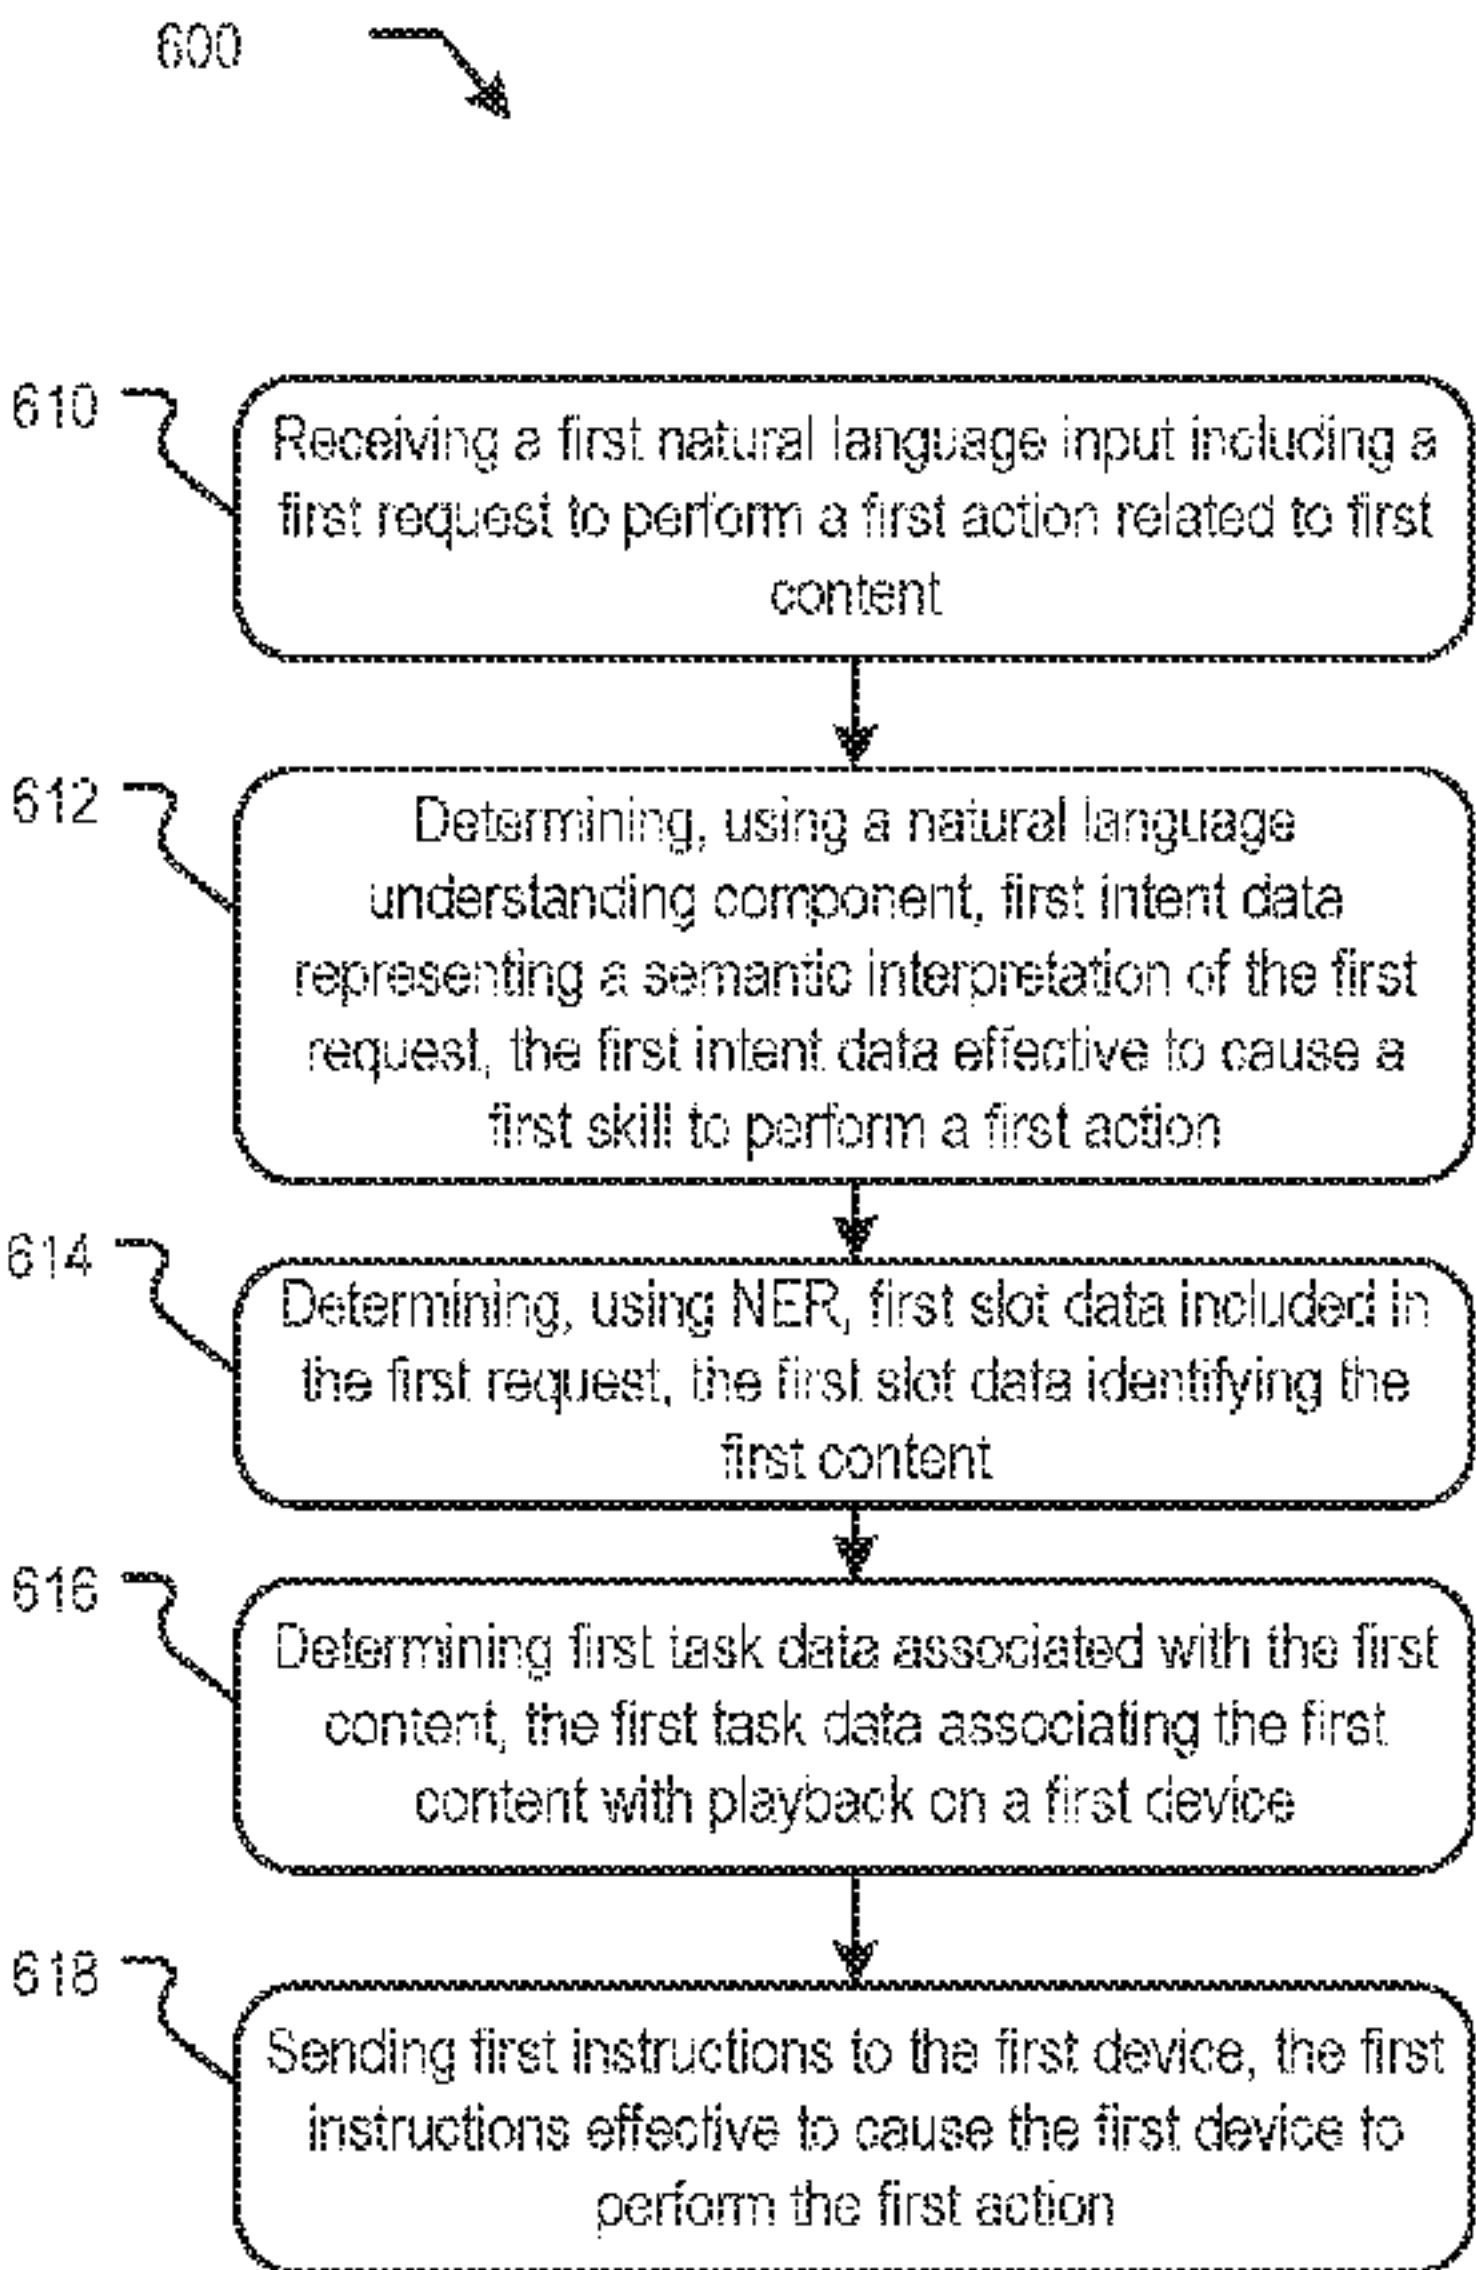 600
610
Receiving a first natural language input including a
first request to perform a first action related to first
content
612
Determining, using a natural language
understanding component, first intent data
representing a semantic interpretation of the first
request, the first intent data effective to cause a
first skill to perform a first action
614
Determining, using NER, first slot data included in
the first request, the first slot data identifying the
first content
616
Determining first task data associated with the first
content, the first task data associating the first
content with playback on a first device
618
Sending first instructions to the first device, the first
instructions effective to cause the first device to
perform the first action